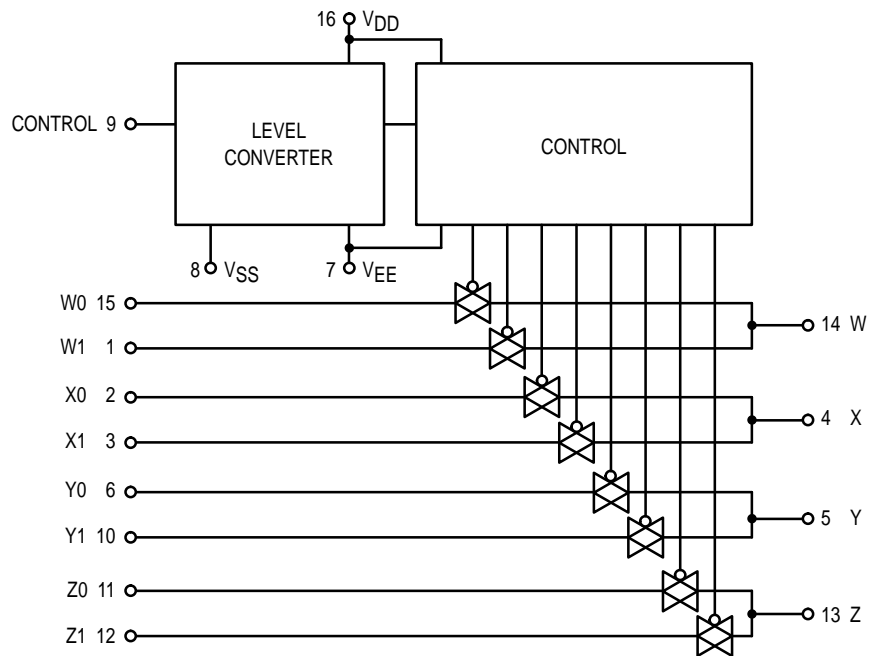 16 VDD
CONTROL 9
LEVEL
CONVERTER
CONTROL
8 VSS
7 VEE
W0 15
14 W
W1 1
X0 2
4 X
X1 3
Y0 6
5 Y
Y1 10
Z0 11
13 Z
Z1 12